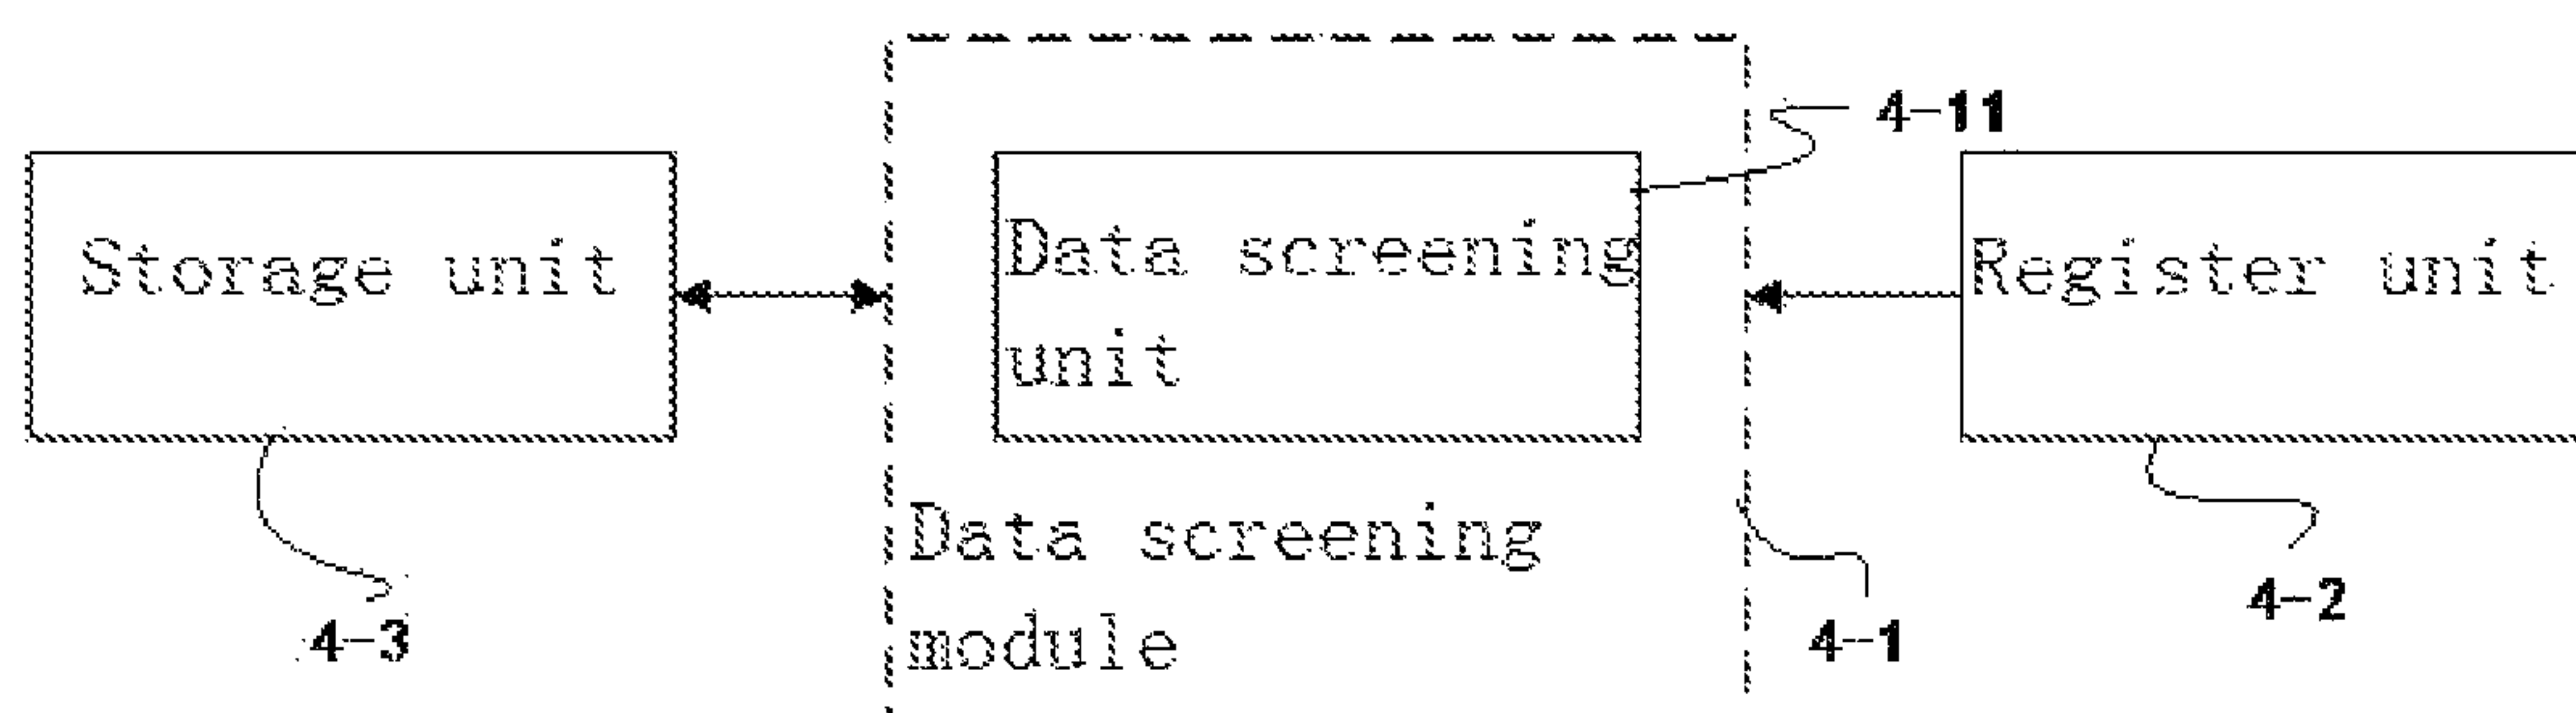 4-11
Storage unit
Data screening
unit
Register unit
Data screening
module
4-3
4-1
4-2